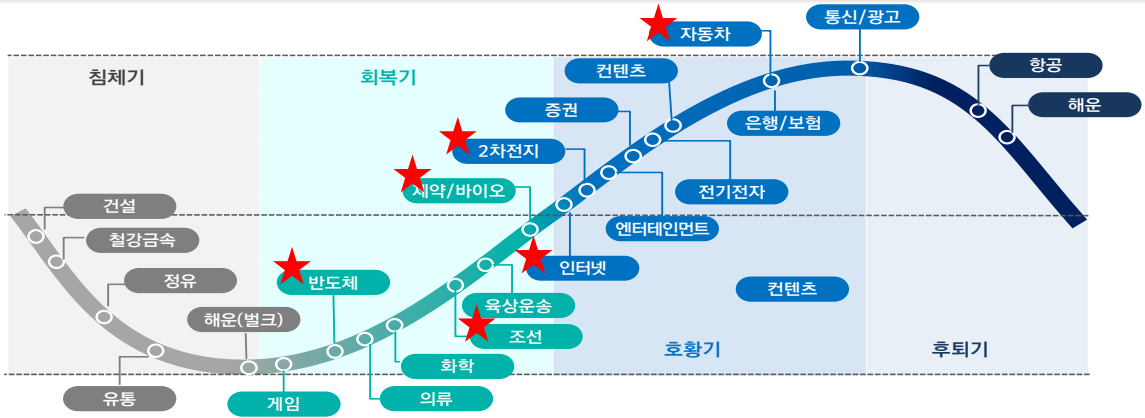 통신/광고
자동차
침체기
회복기
컨텐츠
항공
증권
은행/보험
해운
2차전지
제약/바이오
전기전자
건설
철강금속
엔터테인먼트
인터넷
정유
반도체
컨텐츠
육상운송
해운(벌크)
조선
호황기
후퇴기
화학
유통
게임
의류